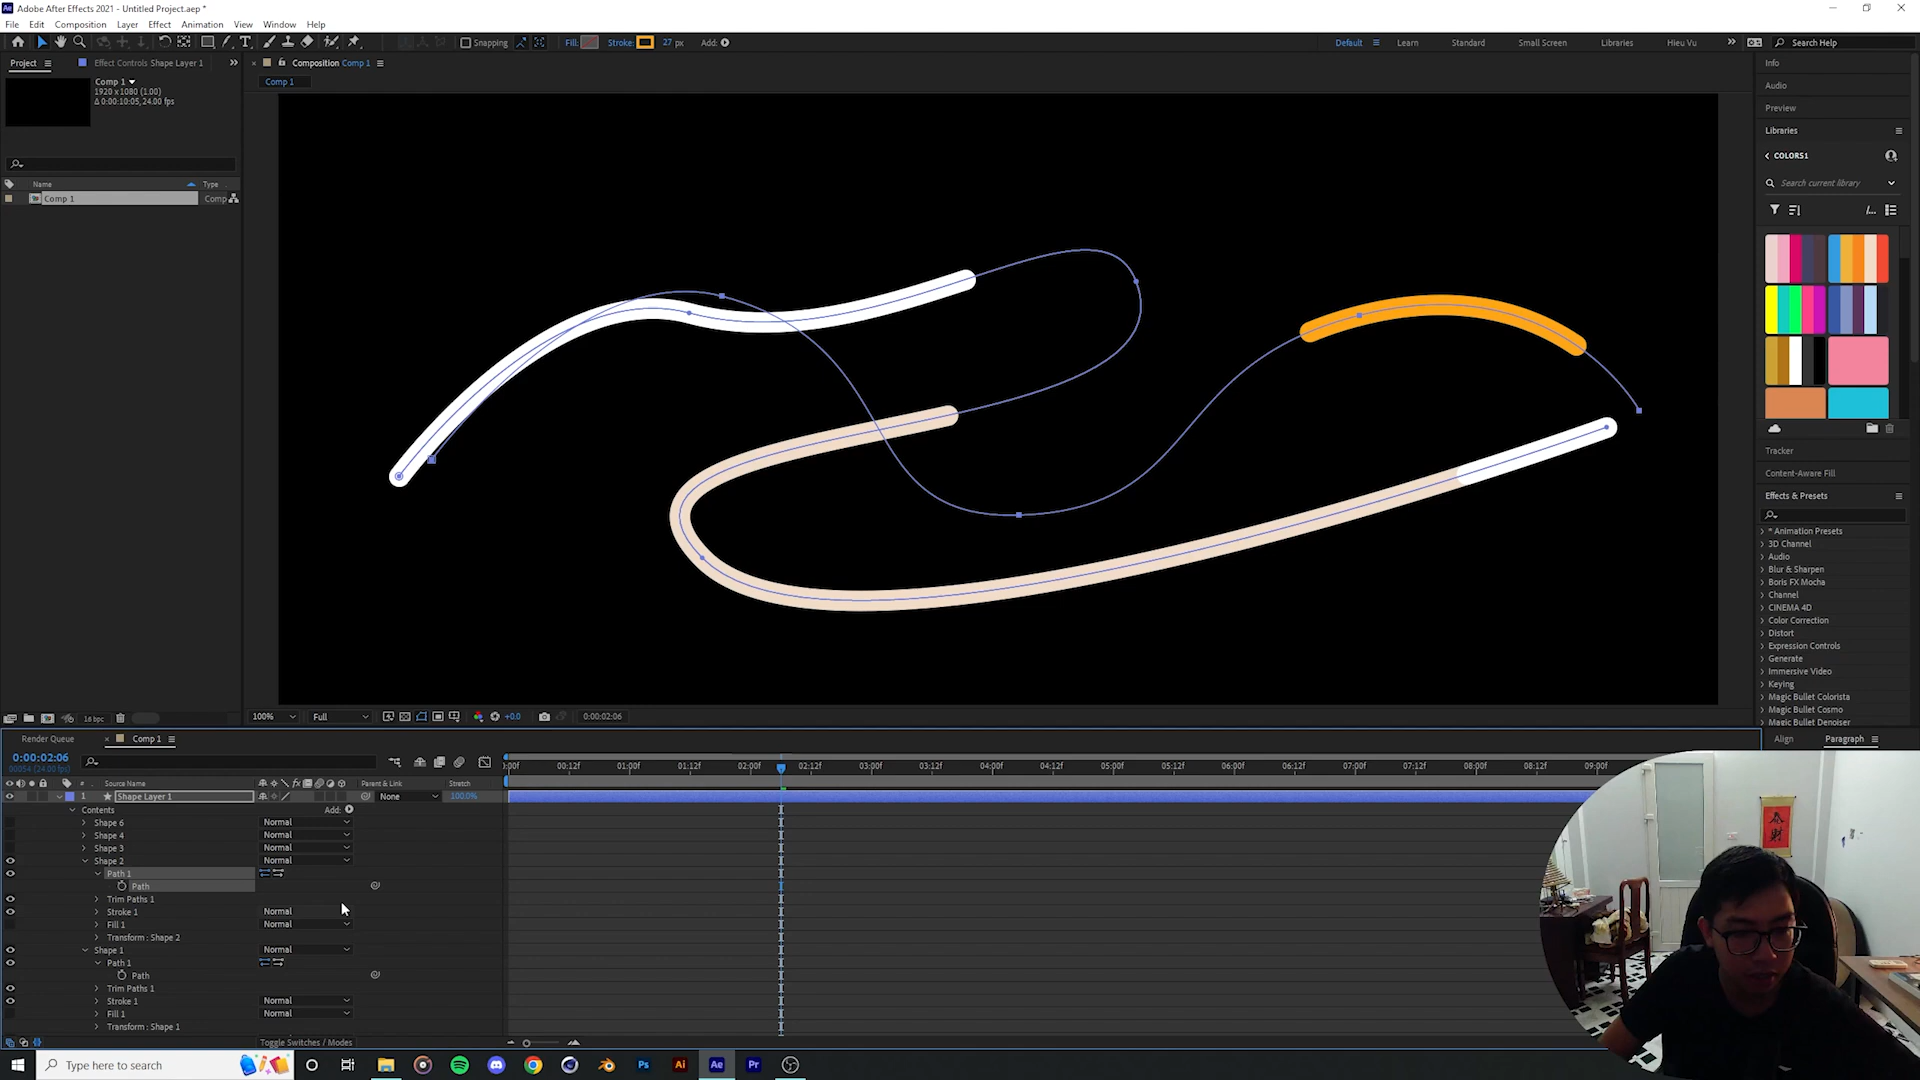 Adobe After Effects 2021 - Untitled Project.aep *
File Edit Composition Layer Effect Animation View Window Help
Snapping Fill: Stroke: 27 px Add:
Default Learn Standard Small Screen Libraries Hieu Vu Search Help
Project
Effect Controls Shape Layer 1
Composition Comp 1
Comp 1
Comp 1
1920 x 1080 (1.00)
Δ 0:00:10:05, 24.00 fps
Name Type
Comp 1 Comp
16 bpc
100% Full +0.0 0:00:02:06
Info
Audio
Preview
Libraries
COLORS1
Search current library
Tracker
Content-Aware Fill
Effects & Presets
* Animation Presets
3D Channel
Audio
Blur & Sharpen
Boris FX Mocha
Channel
CINEMA 4D
Color Correction
Distort
Expression Controls
Generate
Immersive Video
Keying
Magic Bullet Colorista
Magic Bullet Cosmo
Magic Bullet Denoiser
Align Paragraph
Render Queue Comp 1
0:00:02:06
00054 (24.00 fps)
:00f 00:12f 01:00f 01:12f 02:00f 02:12f 03:00f 03:12f 04:00f 04:12f 05:00f 05:12f 06:00f 06:12f 07:00f 07:12f 08:00f 08:12f 09:00f
# Source Name Parent & Link Stretch
1 Shape Layer 1 None 100.0%
Contents Add:
Shape 6 Normal
Shape 4 Normal
Shape 3 Normal
Shape 2 Normal
Path 1
Path
Trim Paths 1
Stroke 1 Normal
Fill 1 Normal
Transform : Shape 2
Shape 1 Normal
Path 1
Path
Trim Paths 1
Stroke 1 Normal
Fill 1 Normal
Transform : Shape 1
Toggle Switches / Modes
Type here to search
Ps Ai Ae Pr